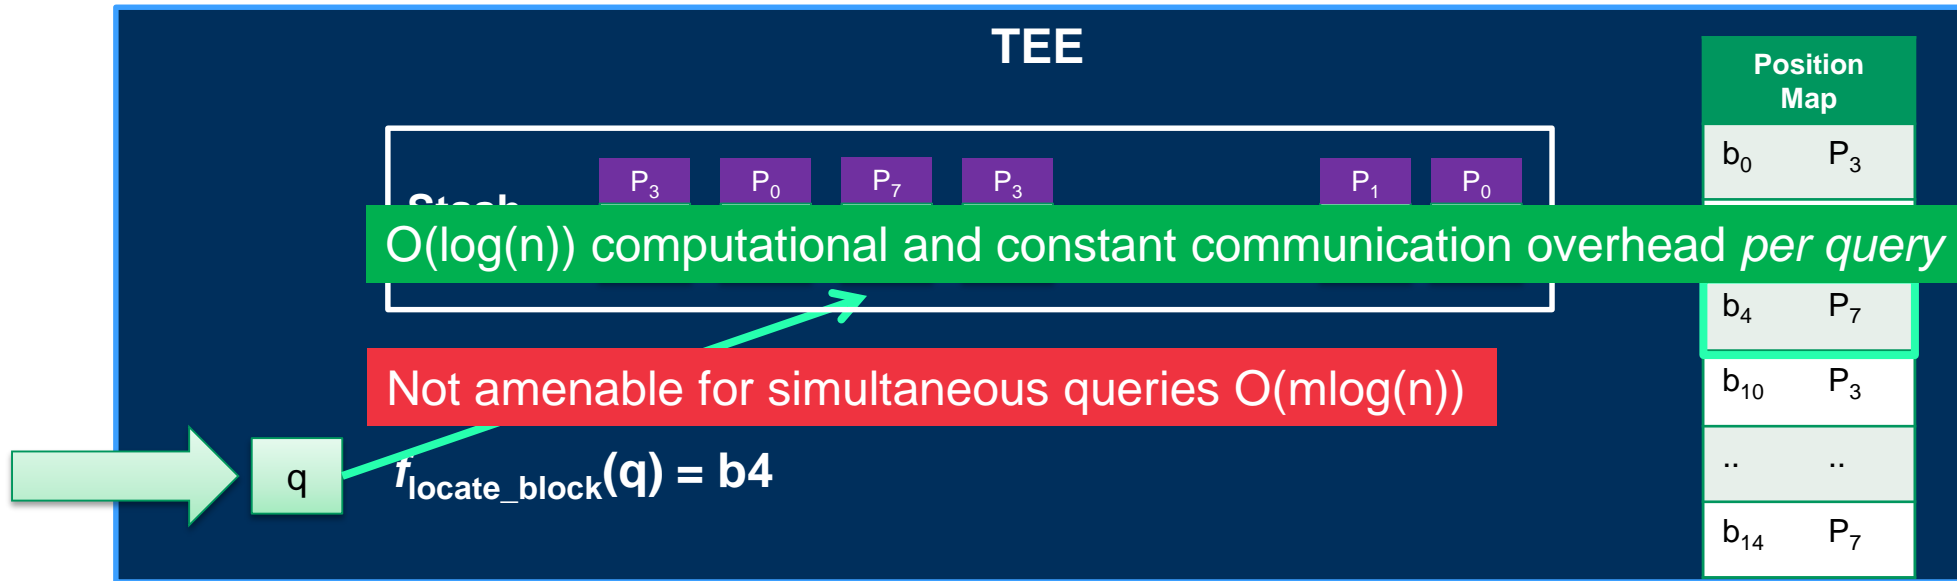 TEE
Position
Map
b₀ P₃
P₃ P₀ P₇ P₃ P₁ P₀
O(log(n)) computational and constant communication overhead per query
b₄ P₇
Not amenable for simultaneous queries O(mlog(n))
b₁₀ P₃
q
f_locate_block(q) = b4
.. ..
b₁₄ P₇